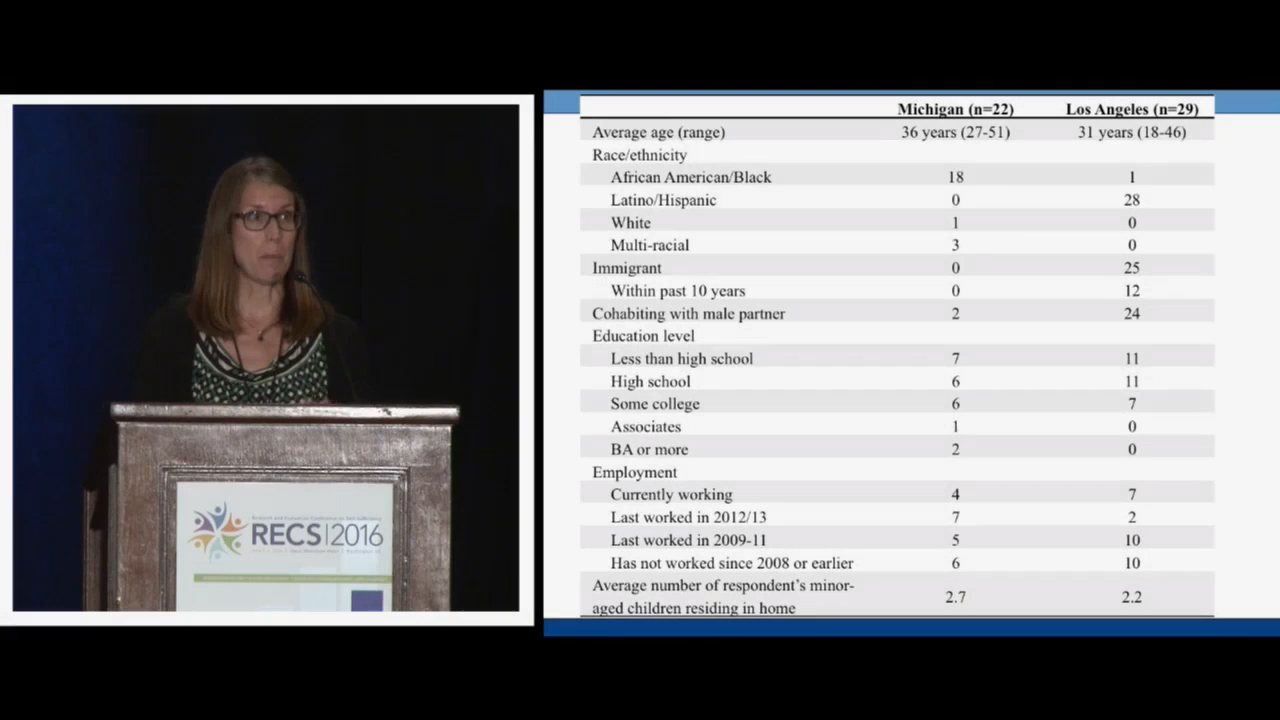 RECS|2016
Michigan (n=22) Los Angeles (n=29)
Average age (range) 36 years (27-51) 31 years (18-46)
Race/ethnicity
African American/Black 18 1
Latino/Hispanic 0 28
White 1 0
Multi-racial 3 0
Immigrant 0 25
Within past 10 years 0 12
Cohabiting with male partner 2 24
Education level
Less than high school 7 11
High school 6 11
Some college 6 7
Associates 1 0
BA or more 2 0
Employment
Currently working 4 7
Last worked in 2012/13 7 2
Last worked in 2009-11 5 10
Has not worked since 2008 or earlier 6 10
Average number of respondent's minor-
aged children residing in home 2.7 2.2